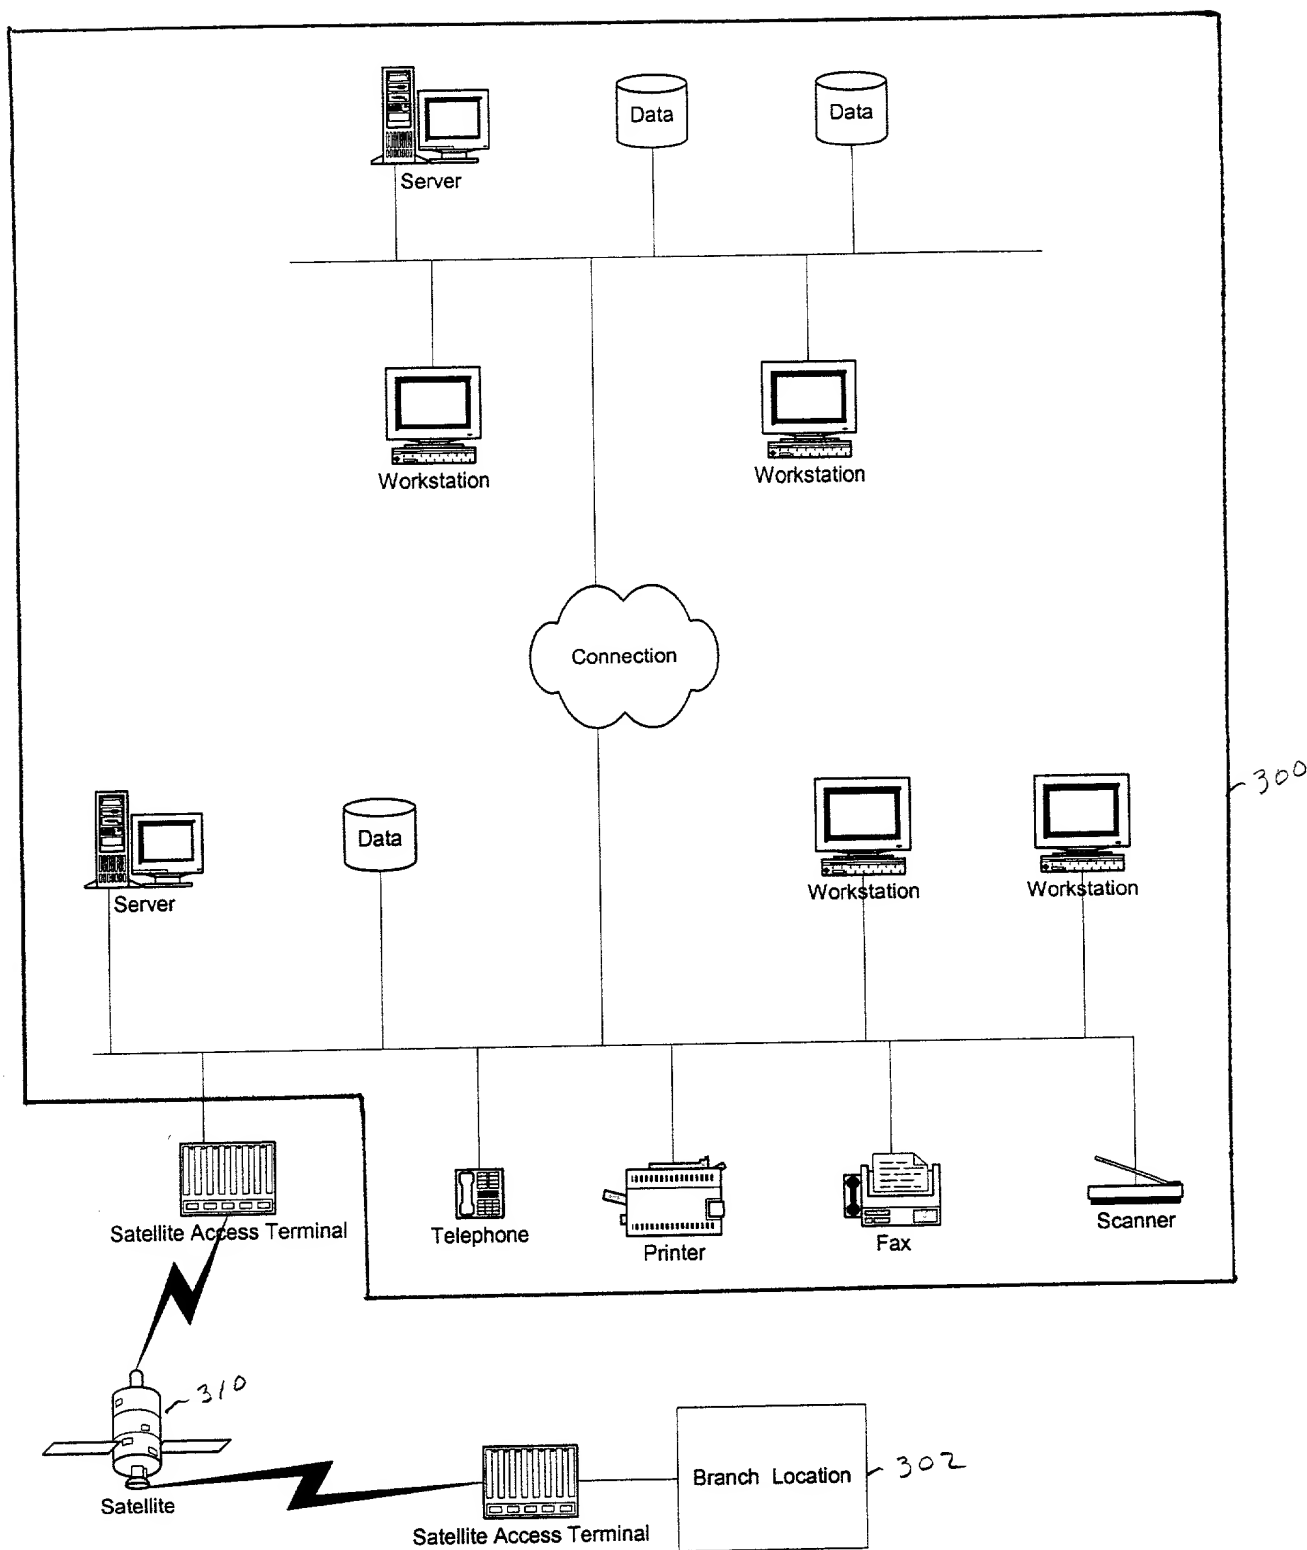 Data
Data
Server
Workstation
Workstation
Connection
300
Data
Server
Workstation
Workstation
Satellite Access Terminal
Telephone
Printer
Fax
Scanner
310
Satellite
Branch Location
302
Satellite Access Terminal